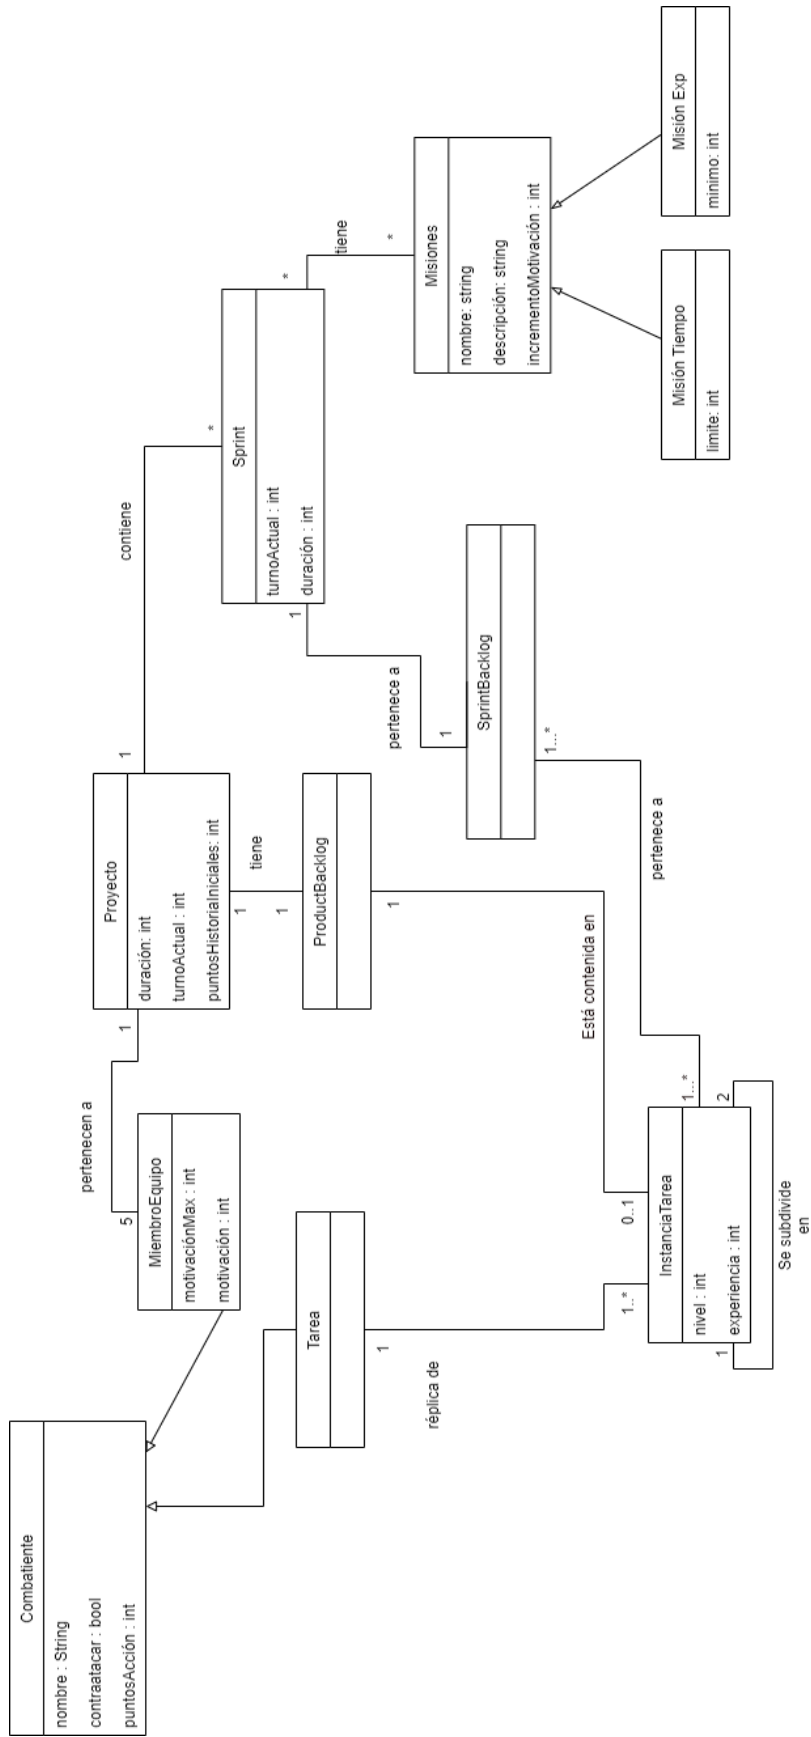 Combatiente
nombre : String
contraatacar : bool
puntosAcción : int
MiembroEquipo
motivaciónMax : int
motivación : int
pertenecen a
5
1
Proyecto
duración: int
turnoActual : int
puntosHistoriaIniciales: int
1
contiene
*
Sprint
turnoActual : int
duración : int
*
tiene
*
Misiones
nombre: string
descripción: string
incrementoMotivación : int
Misión Tiempo
limite: int
Misión Exp
minimo: int
1
tiene
1
ProductBacklog
1
pertenece a
1
SprintBacklog
1...*
pertenece a
1...*
1
Está contenida en
0..1
Tarea
1
réplica de
1..*
InstanciaTarea
nivel : int
experiencia : int
1
2
Se subdivide
en